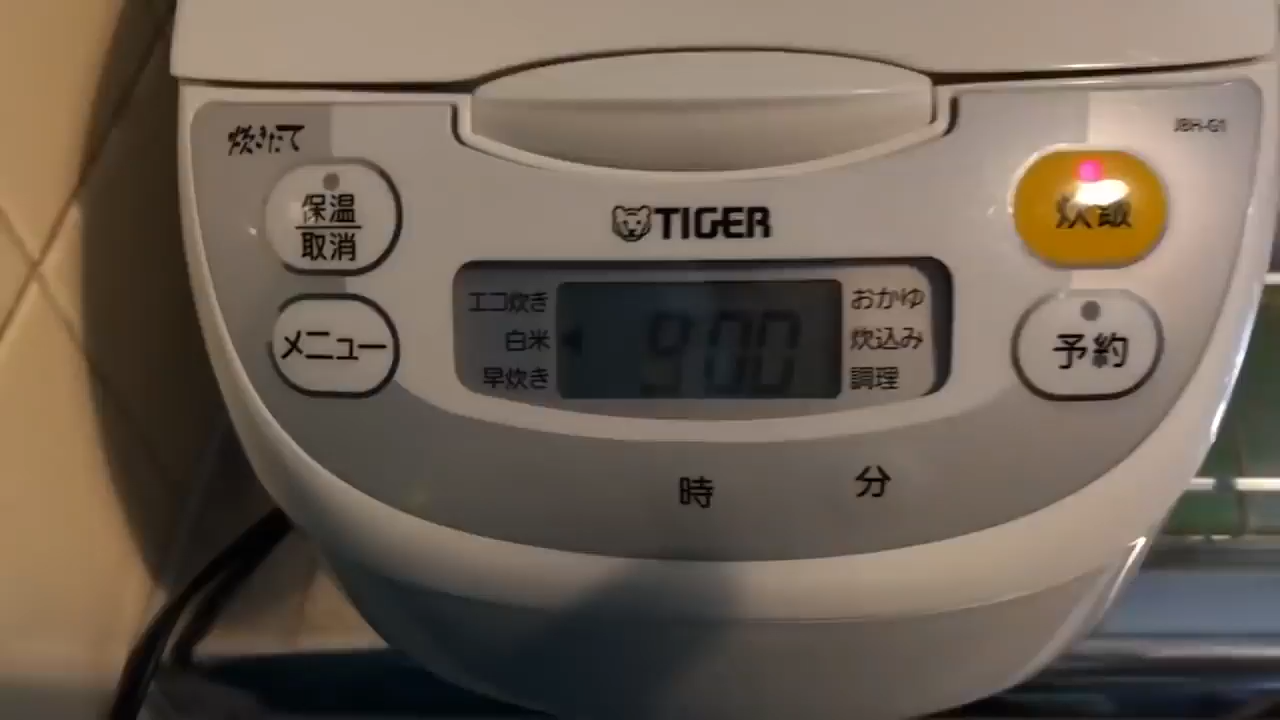 炊きたて
JBH-G1
保温
取消
TIGER
炊飯
エコ炊き
白米
早炊き
9:00
おかゆ
炊込み
調理
メニュー
予約
時
分